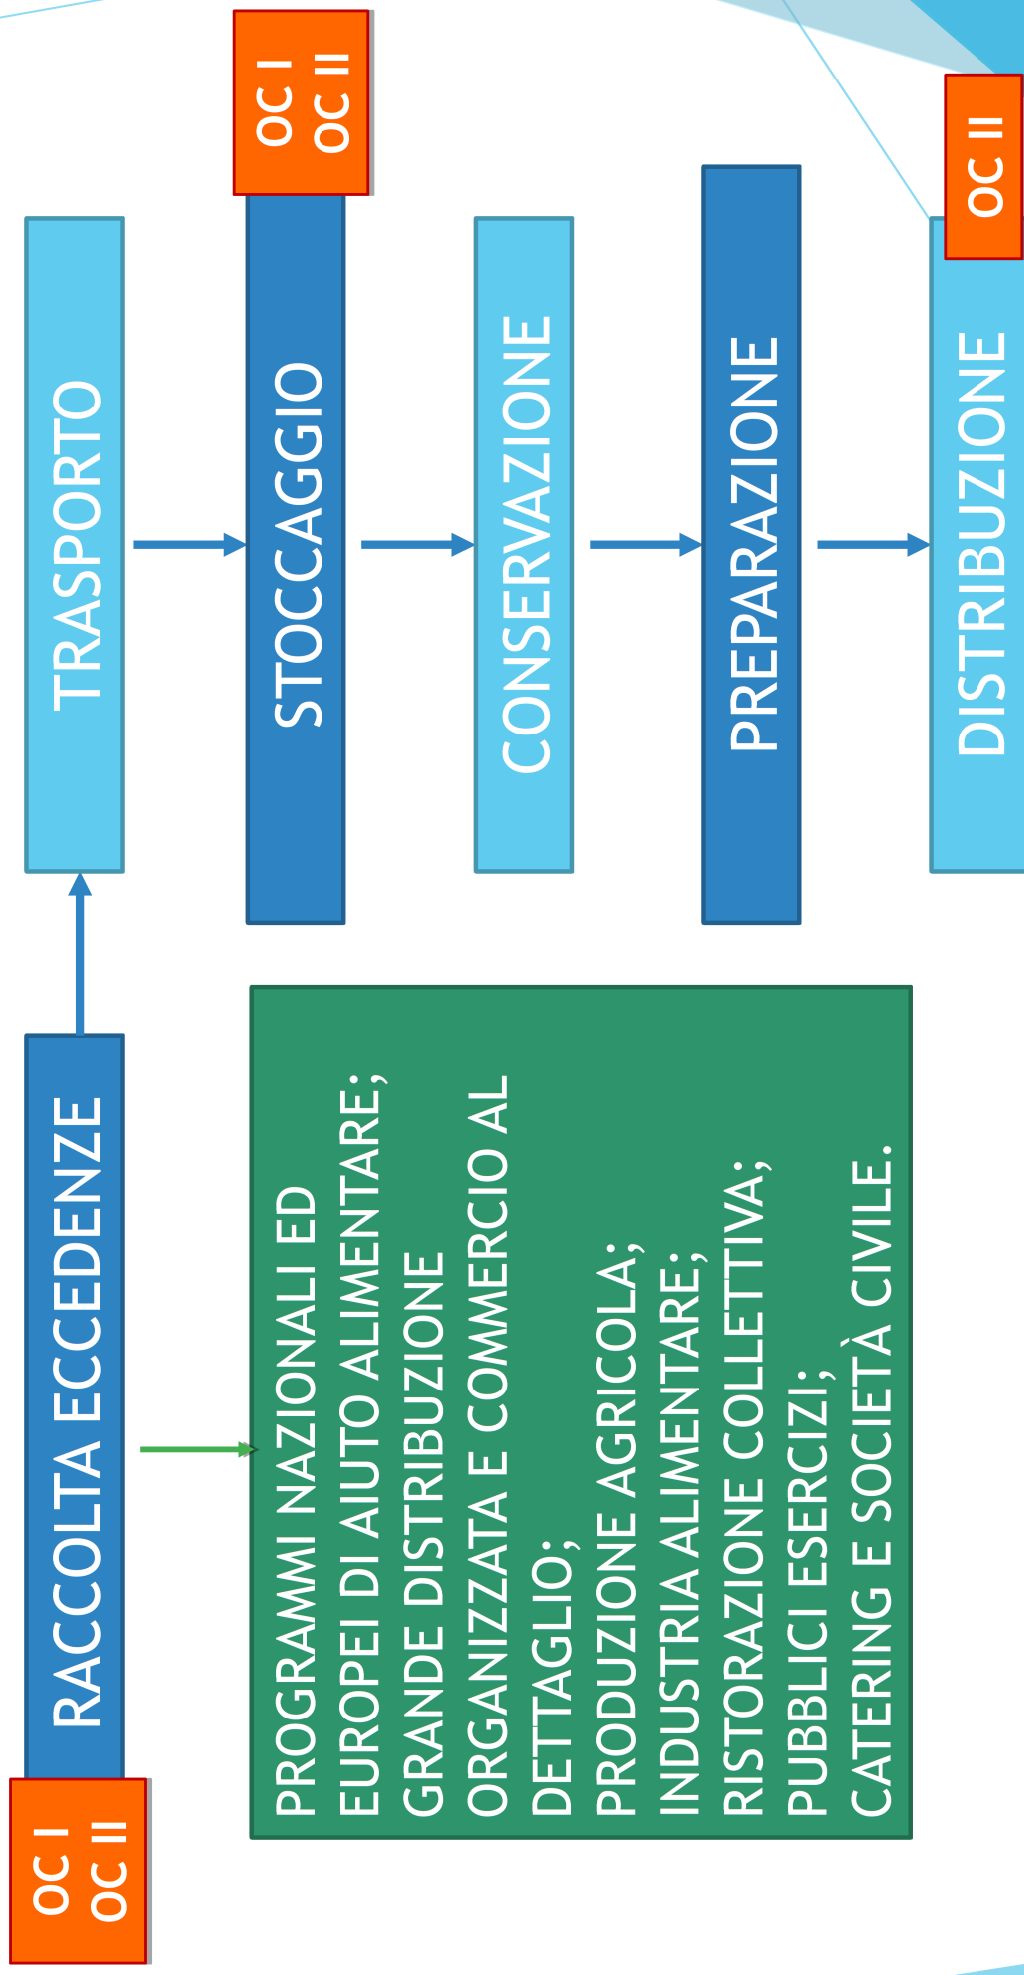 OC I
OC II
RACCOLTA ECCEDENZE
TRASPORTO
OC I
OC II
STOCCAGGIO
CONSERVAZIONE
PREPARAZIONE
OC II
DISTRIBUZIONE
PROGRAMMI NAZIONALI ED
EUROPEI DI AIUTO ALIMENTARE;
GRANDE DISTRIBUZIONE
ORGANIZZATA E COMMERCIO AL
DETTAGLIO;
PRODUZIONE AGRICOLA;
INDUSTRIA ALIMENTARE;
RISTORAZIONE COLLETTIVA;
PUBBLICI ESERCIZI;
CATERING E SOCIETÀ CIVILE.